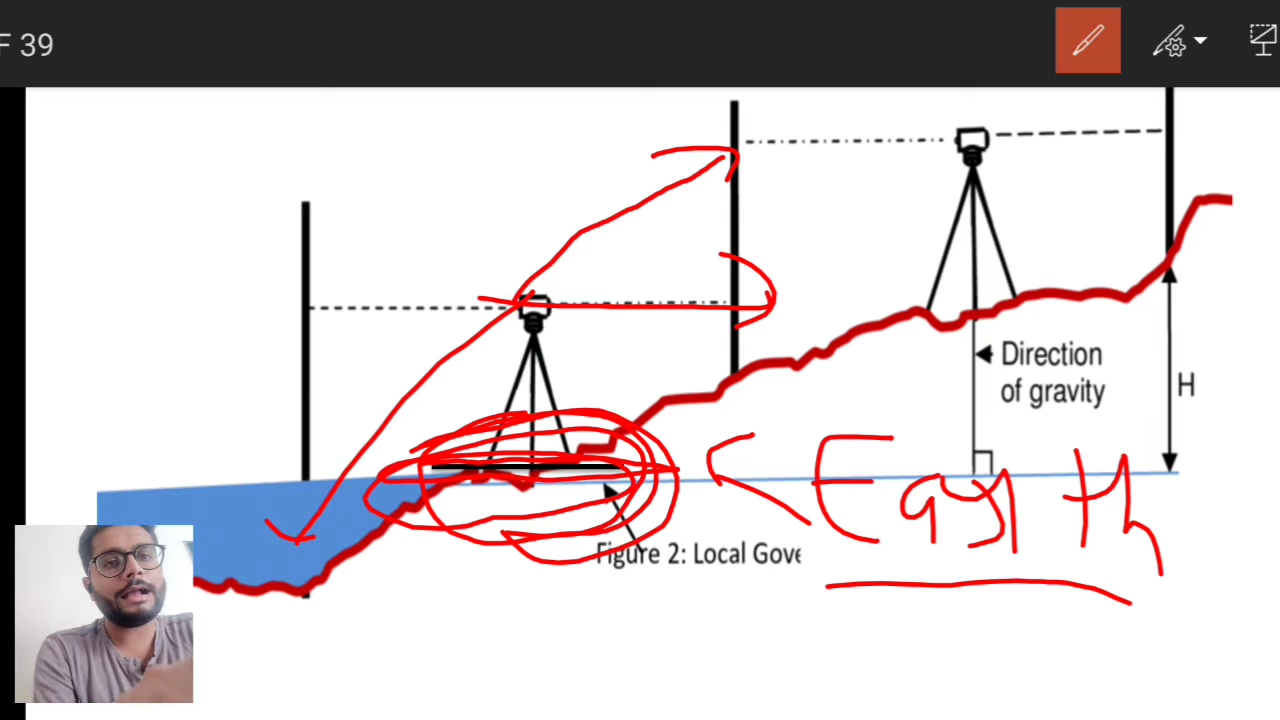 F 39
Direction
of gravity
H
Earth
Figure 2: Local Gove